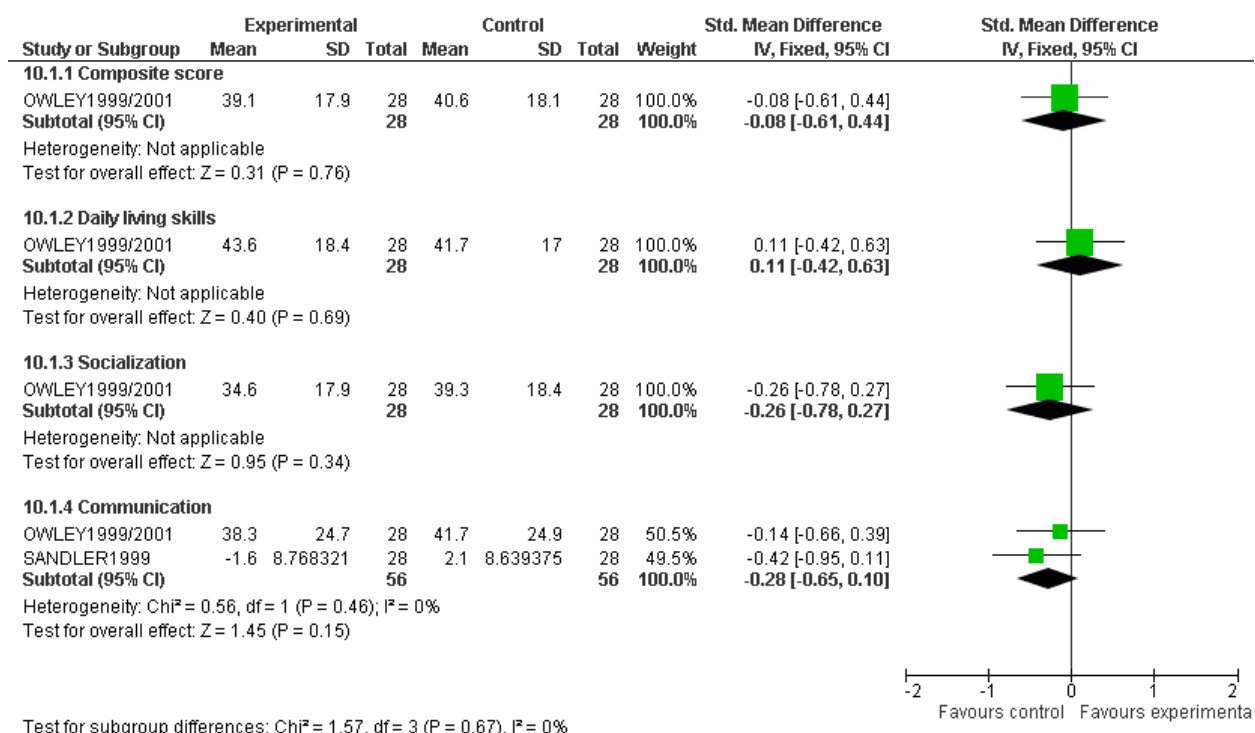 Experimental Control Std. Mean Difference Std. Mean Difference
Study or Subgroup Mean SD Total Mean SD Total Weight IV, Fixed, 95% CI IV, Fixed, 95% CI
10.1.1 Composite score
OWLEY1999/2001 39.1 17.9 28 40.6 18.1 28 100.0% -0.08 [-0.61, 0.44]
Subtotal (95% CI) 28 28 100.0% -0.08 [-0.61, 0.44]
Heterogeneity: Not applicable
Test for overall effect: Z = 0.31 (P = 0.76)
10.1.2 Daily living skills
OWLEY1999/2001 43.6 18.4 28 41.7 17 28 100.0% 0.11 [-0.42, 0.63]
Subtotal (95% CI) 28 28 100.0% 0.11 [-0.42, 0.63]
Heterogeneity: Not applicable
Test for overall effect: Z = 0.40 (P = 0.69)
10.1.3 Socialization
OWLEY1999/2001 34.6 17.9 28 39.3 18.4 28 100.0% -0.26 [-0.78, 0.27]
Subtotal (95% CI) 28 28 100.0% -0.26 [-0.78, 0.27]
Heterogeneity: Not applicable
Test for overall effect: Z = 0.95 (P = 0.34)
10.1.4 Communication
OWLEY1999/2001 38.3 24.7 28 41.7 24.9 28 50.5% -0.14 [-0.66, 0.39]
SANDLER1999 -1.6 8.768321 28 2.1 8.639375 28 49.5% -0.42 [-0.95, 0.11]
Subtotal (95% CI) 56 56 100.0% -0.28 [-0.65, 0.10]
Heterogeneity: Chi² = 0.56, df = 1 (P = 0.46); I² = 0%
Test for overall effect: Z = 1.45 (P = 0.15)
-2 -1 0 1 2
Favours control Favours experimenta
Test for subgroup differences: Chi² = 1.57, df = 3 (P = 0.67), I² = 0%